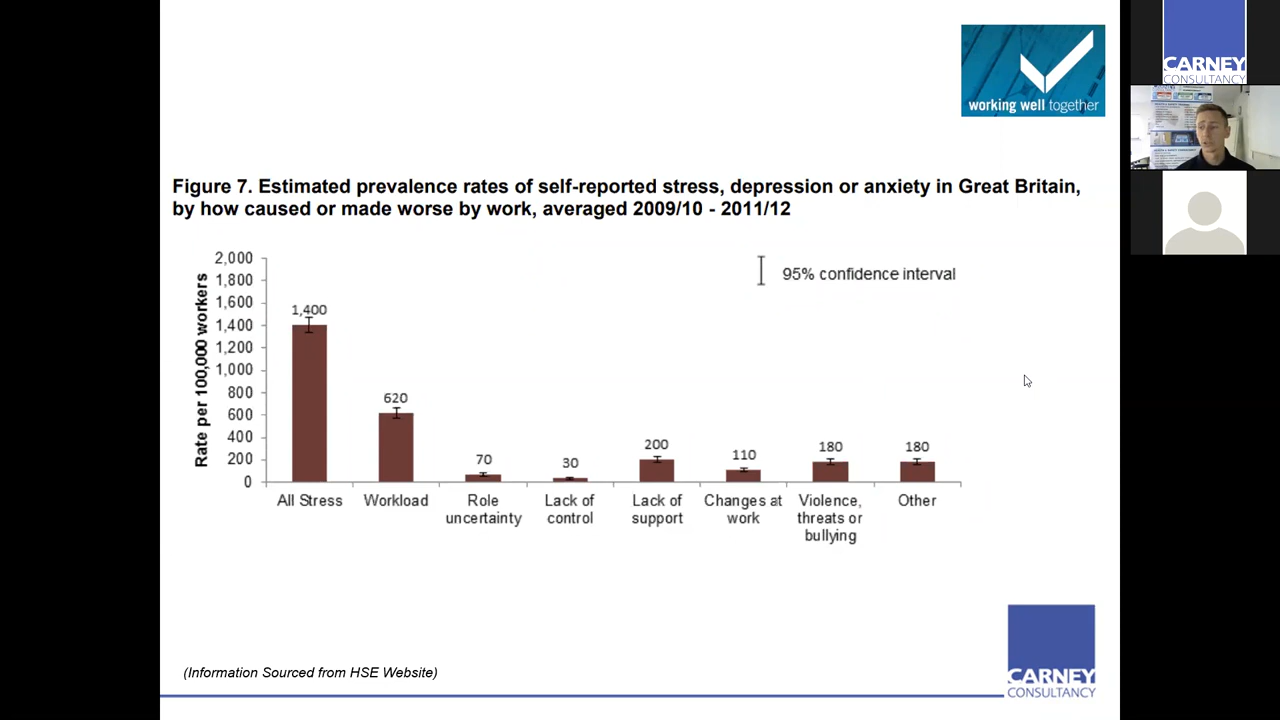 working well together
CARNEY
CONSULTANCY
Figure 7. Estimated prevalence rates of self-reported stress, depression or anxiety in Great Britain,
by how caused or made worse by work, averaged 2009/10 - 2011/12
95% confidence interval
Rate per 100,000 workers
2,000
1,800
1,600
1,400
1,200
1,000
800
600
400
200
0
1,400
620
70
30
200
110
180
180
All Stress
Workload
Role
uncertainty
Lack of
control
Lack of
support
Changes at
work
Violence,
threats or
bullying
Other
(Information Sourced from HSE Website)
CARNEY
CONSULTANCY